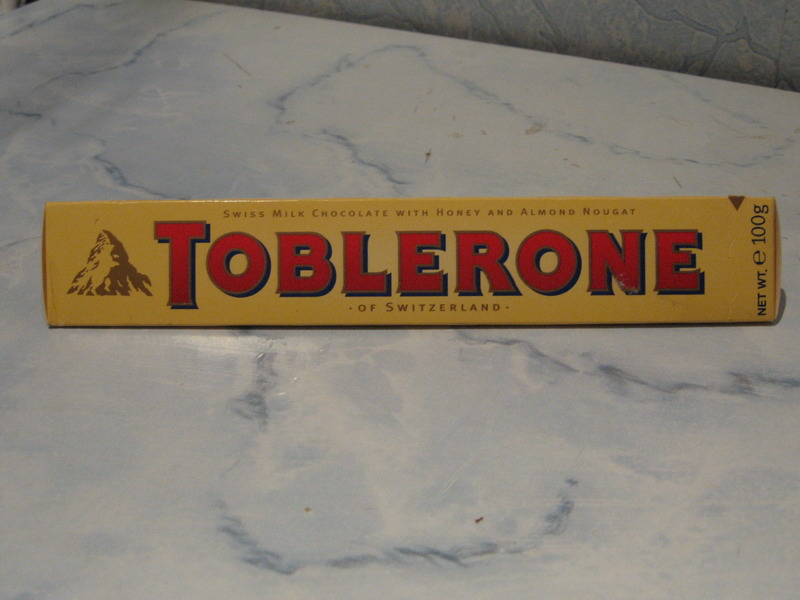 Swiss Milk Chocolate with Honey and Almond Nougat
TOBLERONE
· OF SWITZERLAND ·
NET WT. ℮ 100g